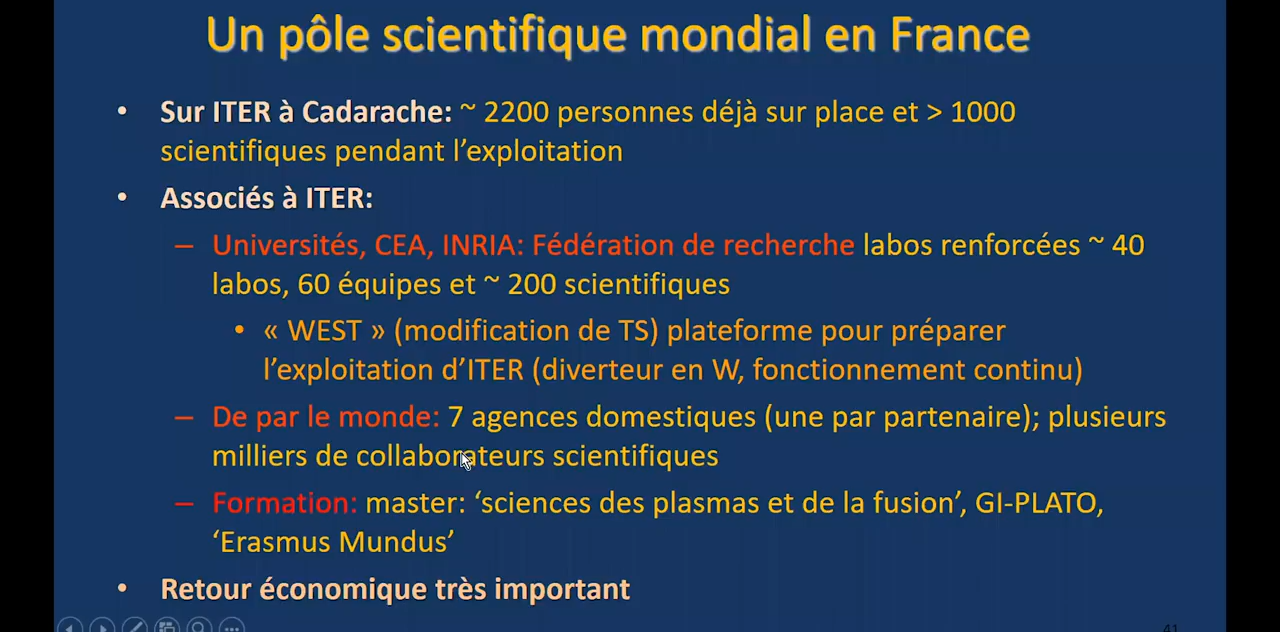 Un pôle scientifique mondial en France
• Sur ITER à Cadarache: ~ 2200 personnes déjà sur place et > 1000
scientifiques pendant l’exploitation
• Associés à ITER:
– Universités, CEA, INRIA: Fédération de recherche labos renforcées ~ 40
labos, 60 équipes et ~ 200 scientifiques
• « WEST » (modification de TS) plateforme pour préparer
l’exploitation d’ITER (diverteur en W, fonctionnement continu)
– De par le monde: 7 agences domestiques (une par partenaire); plusieurs
milliers de collaborateurs scientifiques
– Formation: master: ‘sciences des plasmas et de la fusion’, GI-PLATO,
‘Erasmus Mundus’
• Retour économique très important
41